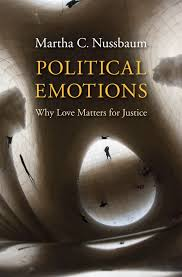 Martha C. Nussbaum
POLITICAL
EMOTIONS
Why Love Matters for Justice